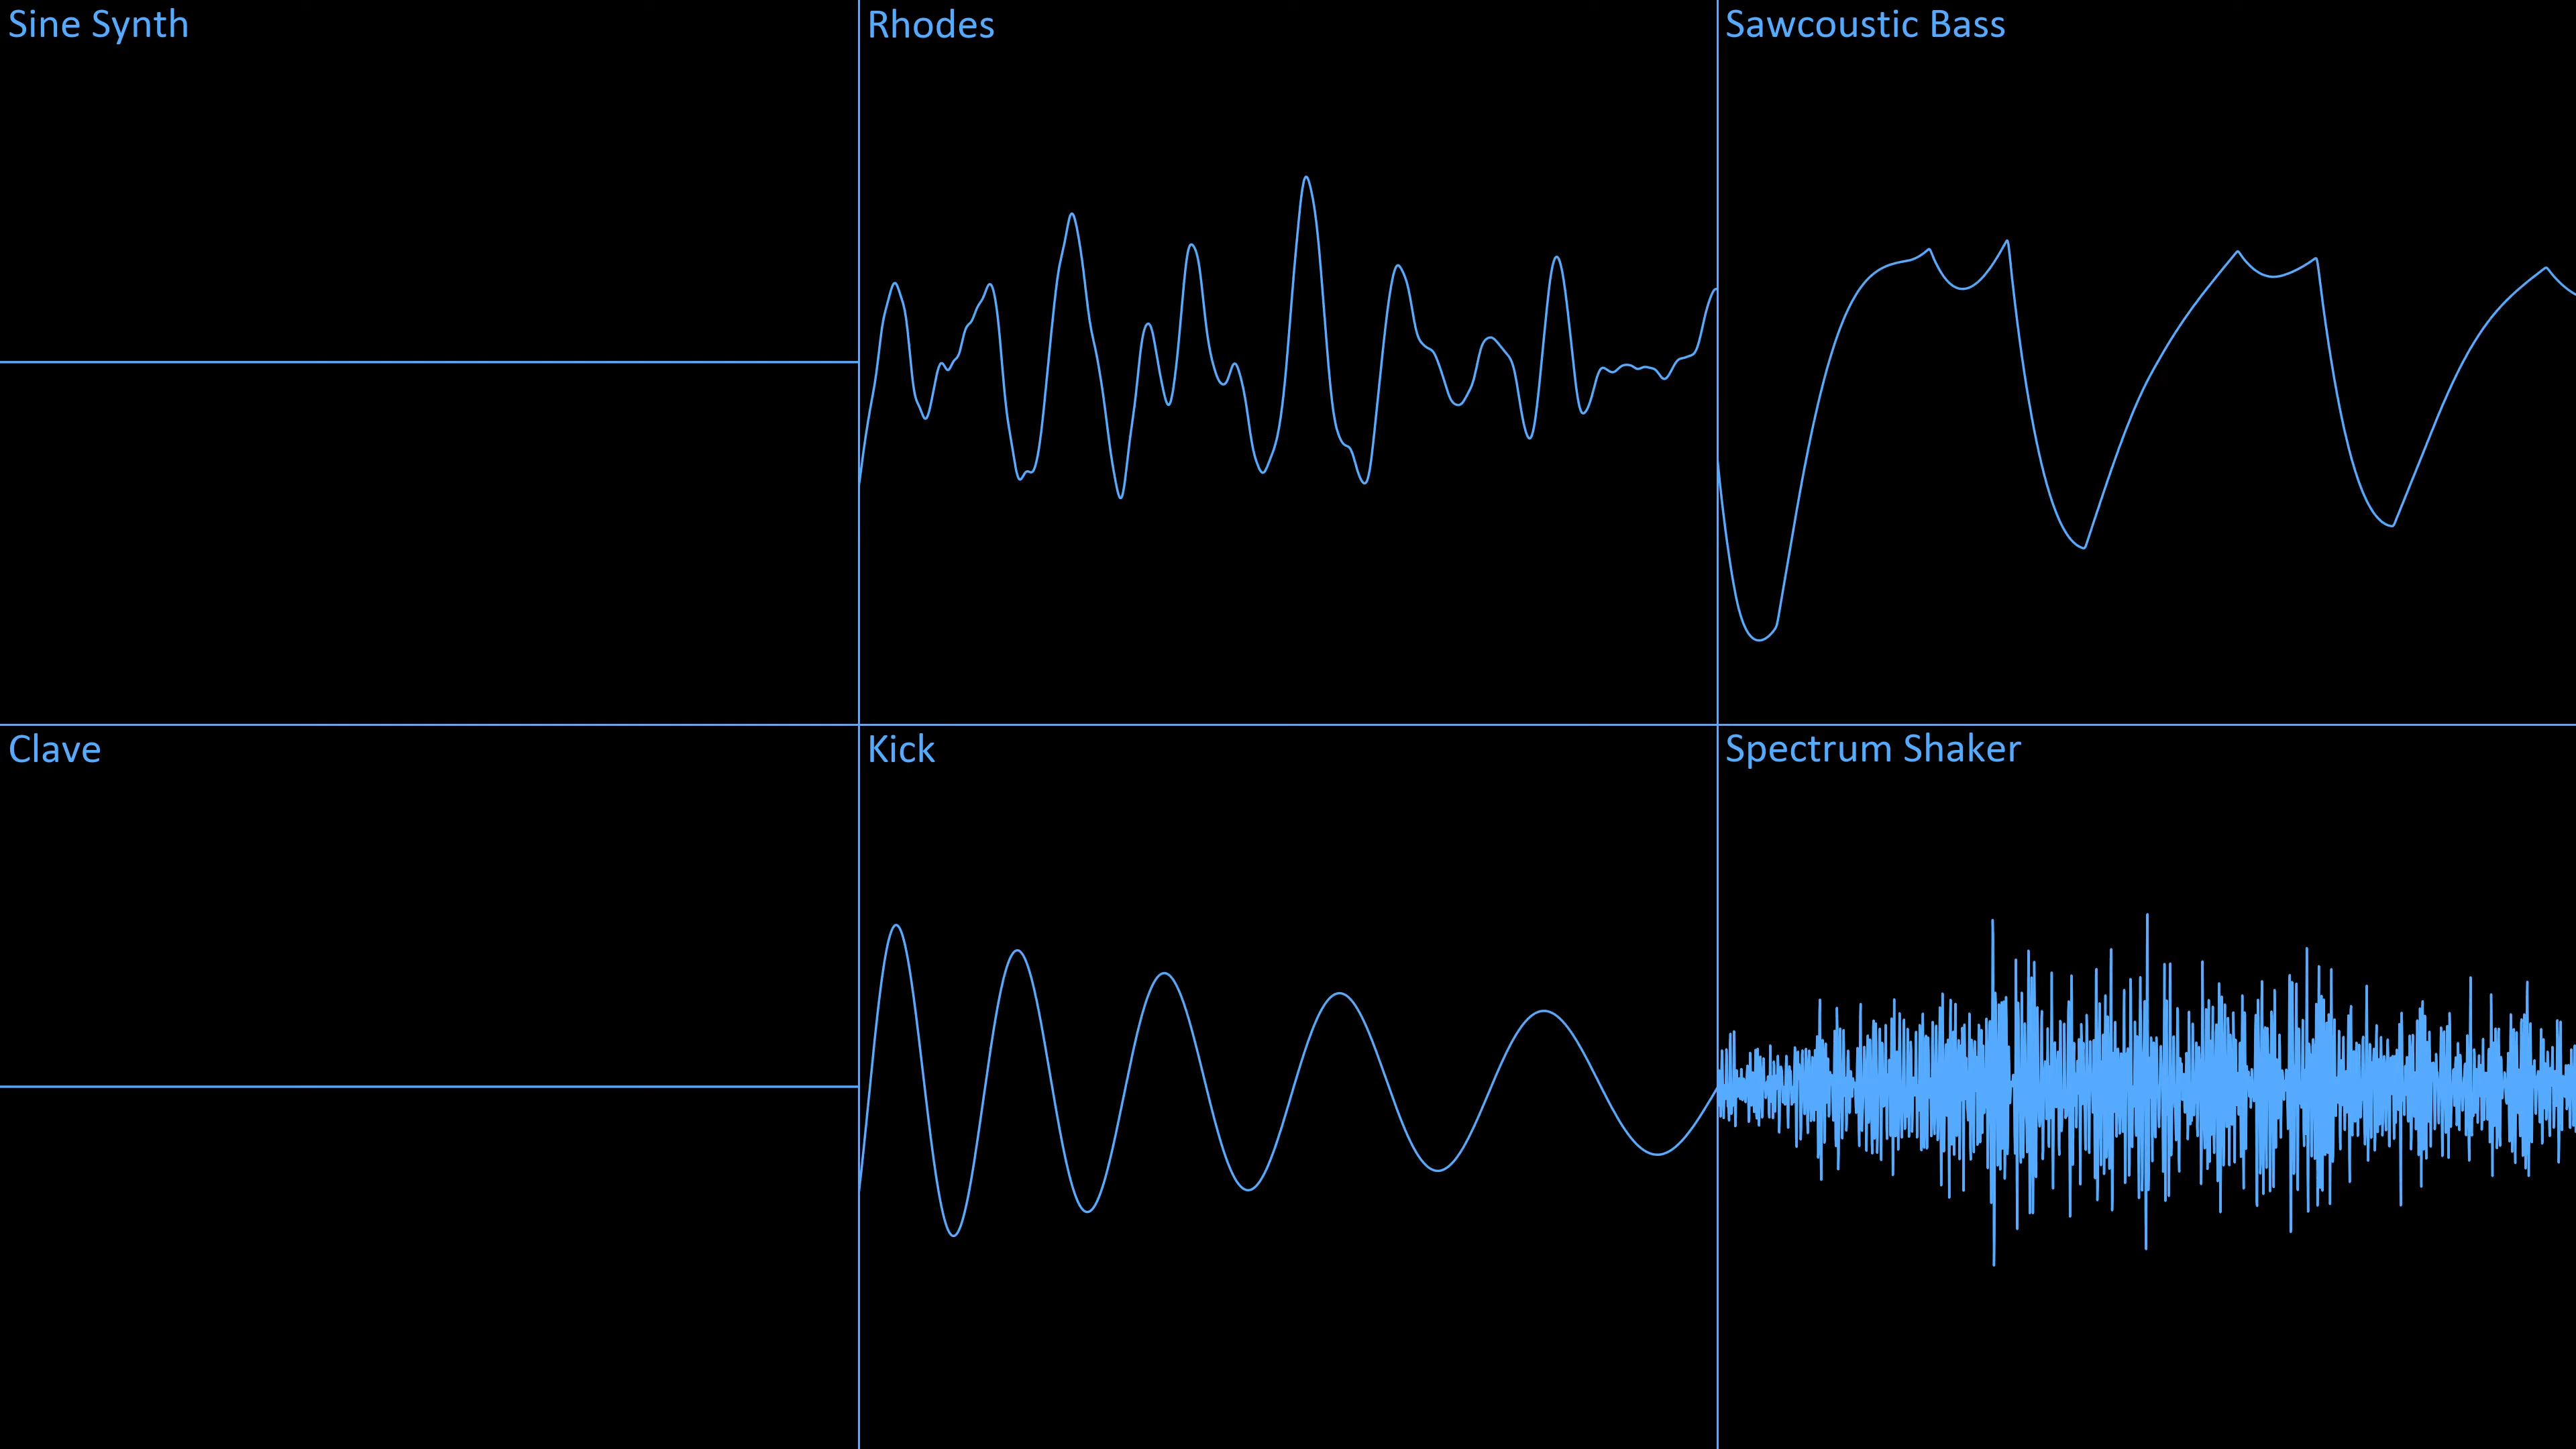 Sine Synth
Rhodes
Sawcoustic Bass
Clave
Kick
Spectrum Shaker